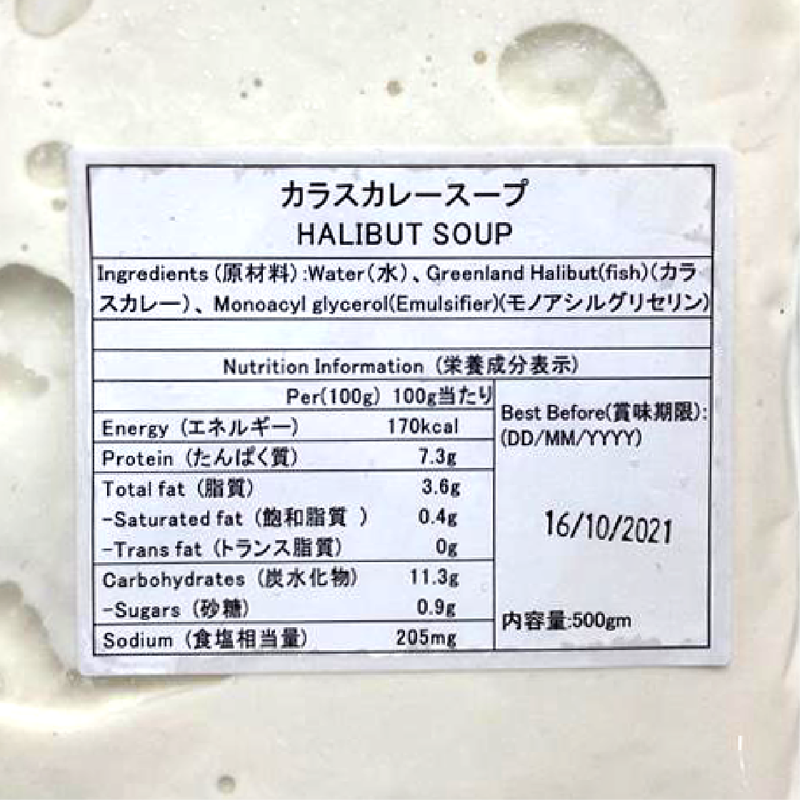 カラスカレースープ
HALIBUT SOUP
Ingredients (原材料) :Water(水)、Greenland Halibut(fish)(カラ
スカレー)、Monoacyl glycerol(Emulsifier)(モノアシルグリセリン)
Nutrition Information (栄養成分表示)
Per(100g) 100g当たり
Energy (エネルギー) 170kcal
Protein (たんぱく質) 7.3g
Total fat (脂質) 3.6g
-Saturated fat (飽和脂質 ) 0.4g
-Trans fat (トランス脂質) 0g
Carbohydrates (炭水化物) 11.3g
-Sugars (砂糖) 0.9g
Sodium (食塩相当量) 205mg
Best Before(賞味期限):
(DD/MM/YYYY)
16/10/2021
内容量:500gm